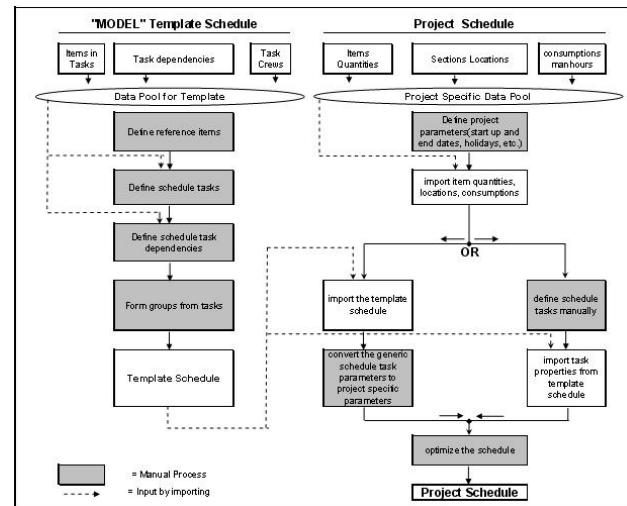 "MODEL" Template Schedule
Items in
Tasks
Task dependencies
Task
Crews
Data Pool for Template
Define reference items
Define schedule tasks
Define schedule task
dependencies
Form groups from tasks
Template Schedule
= Manual Process
= Input by importing
Project Schedule
Items
Quantities
Sections Locations
consumptions
manhours
Project Specific Data Pool
Define project
parameters(start up and
end dates, holidays, etc.)
import item quantities,
locations, consumptions
OR
import the template
schedule
define schedule
tasks manually
convert the generic
schedule task
parameters to
project specific
parameters
import task
properties from
template
schedule
optimize the schedule
Project Schedule